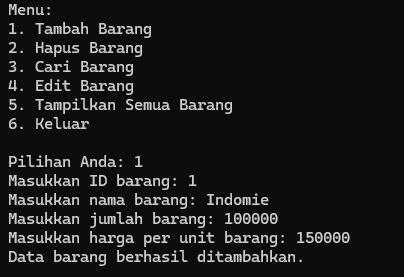 Menu:
1. Tambah Barang
2. Hapus Barang
3. Cari Barang
4. Edit Barang
5. Tampilkan Semua Barang
6. Keluar
Pilihan Anda: 1
Masukkan ID barang: 1
Masukkan nama barang: Indomie
Masukkan jumlah barang: 100000
Masukkan harga per unit barang: 150000
Data barang berhasil ditambahkan.